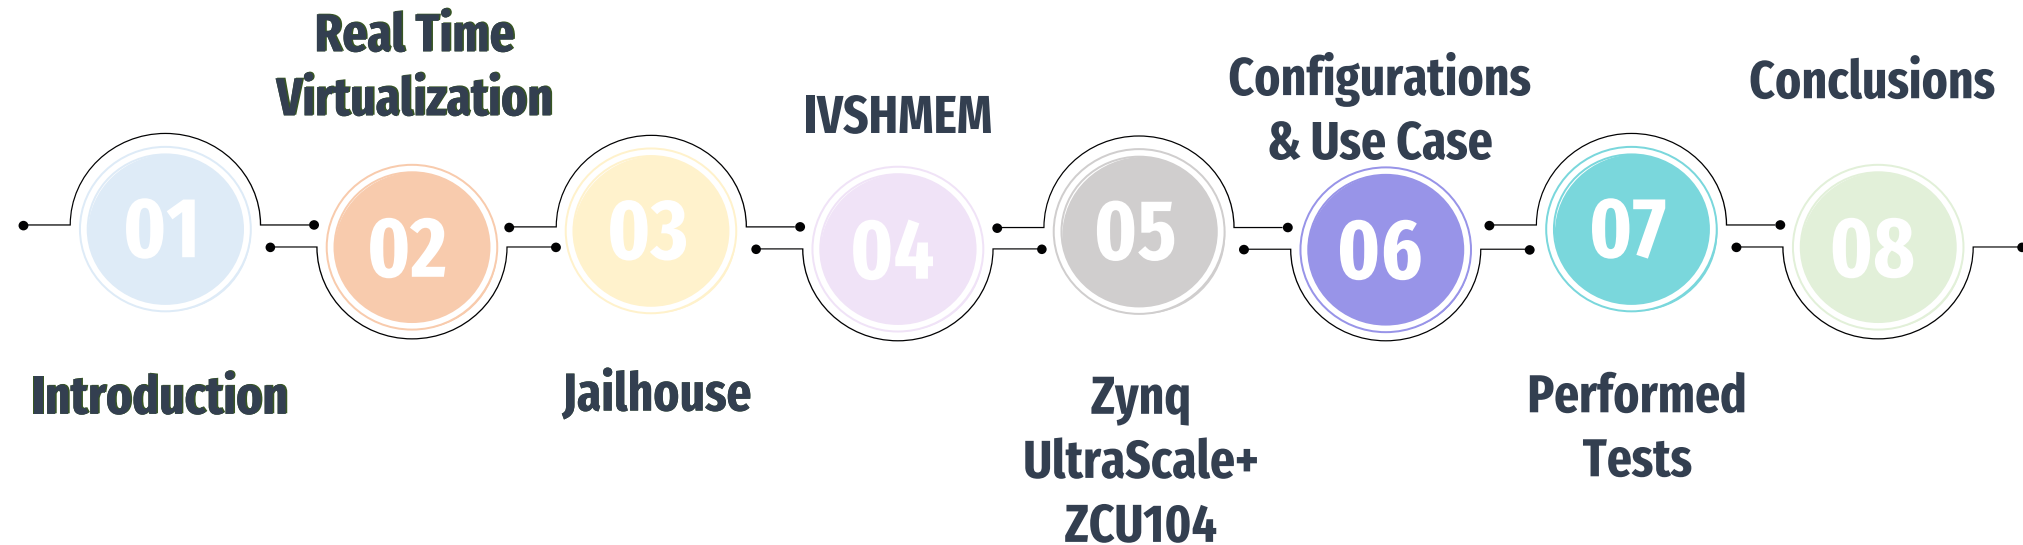 01
Introduction
02
Real Time
Virtualization
03
Jailhouse
04
IVSHMEM
05
Zynq
UltraScale+
ZCU104
06
Configurations
& Use Case
07
Performed
Tests
08
Conclusions